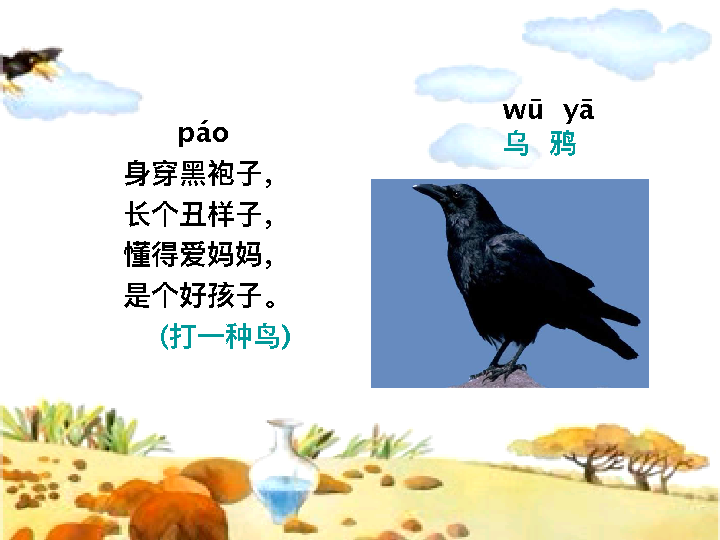 páo
身穿黑袍子，
长个丑样子，
懂得爱妈妈，
是个好孩子。
（打一种鸟）
wū yā
乌 鸦